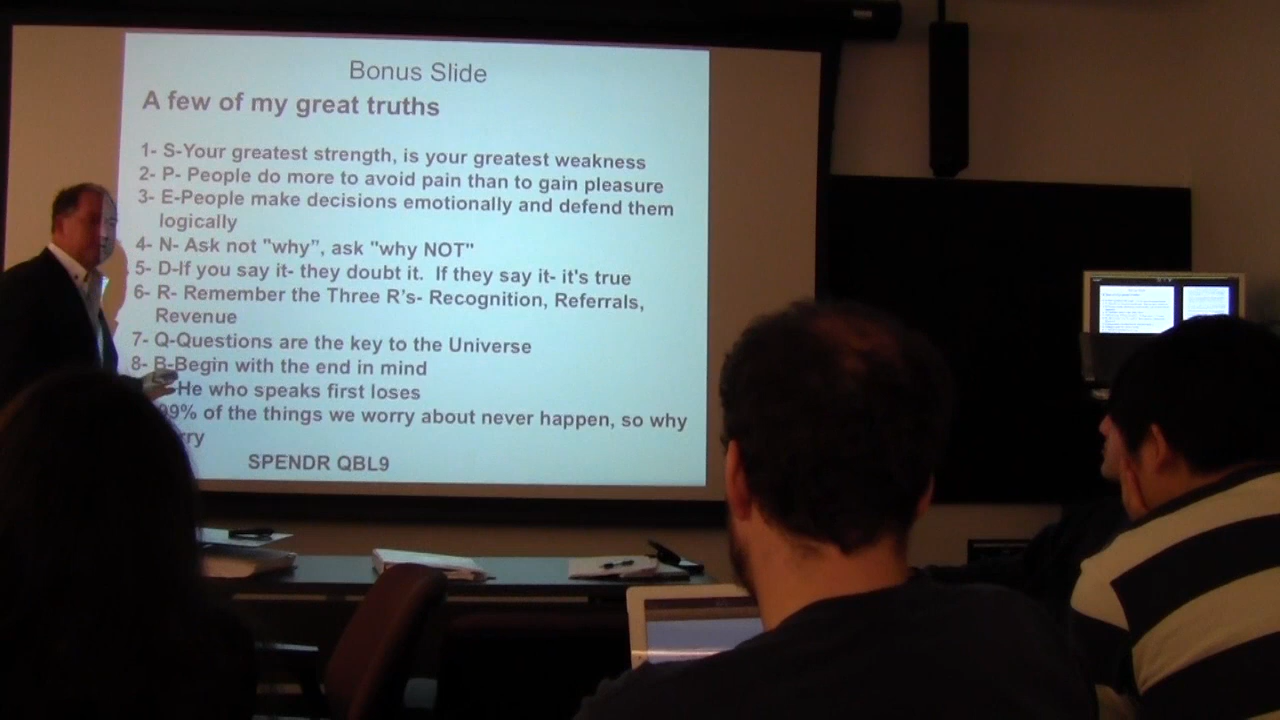 Bonus Slide
A few of my great truths
1- S-Your greatest strength, is your greatest weakness
2- P- People do more to avoid pain than to gain pleasure
3- E-People make decisions emotionally and defend them
logically
4- N- Ask not "why”, ask "why NOT"
5- D-If you say it- they doubt it. If they say it- it's true
6- R- Remember the Three R's- Recognition, Referrals,
Revenue
7- Q-Questions are the key to the Universe
8- B-Begin with the end in mind
-He who speaks first loses
99% of the things we worry about never happen, so why
SPENDR QBL9